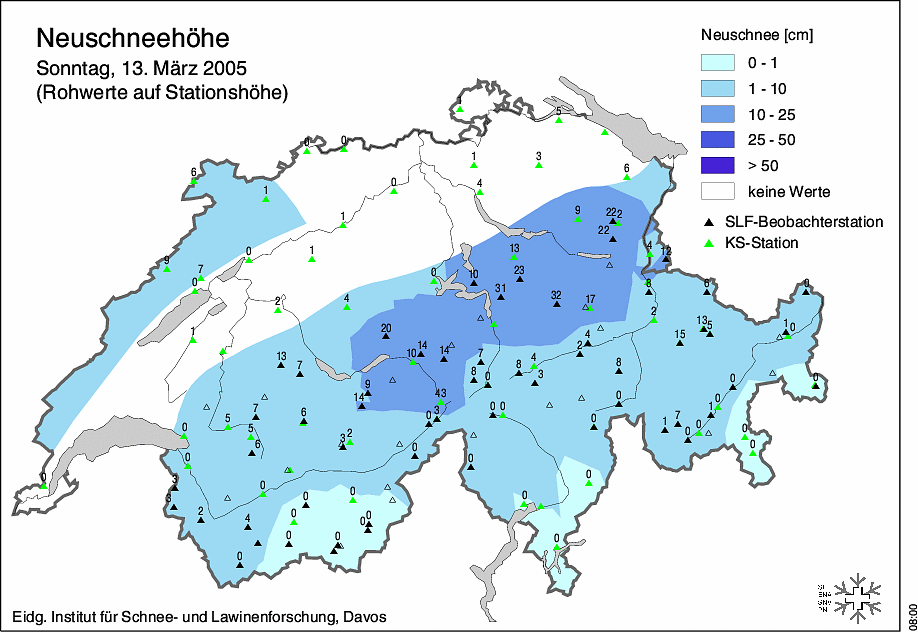 Neuschneehöhe
Sonntag, 13. März 2005
(Rohwerte auf Stationshöhe)
Neuschnee [cm]
0 - 1
1 - 10
10 - 25
25 - 50
> 50
keine Werte
SLF-Beobachterstation
KS-Station
1
5
0 0
1 3
6 6
1 0 4
1 9 22 2
22
0 1 13 4 12
9 7
0 0 10 23
31 32 17 8 6 0
2 4
2 13 5 1 0
1 20 15
14 14 2 4
13 10 7
7 8 8 4 8
9 0 3 0 0
14 43
7 6 0 3 0 0 0 1 0
5 1 7 0 0
0 5 3 2 0
6 0 0 0
0
3 0 0 0
3 0 0 0
2 4 0 0
0 0 0
0
Eidg. Institut für Schnee- und Lawinenforschung, Davos
08:00